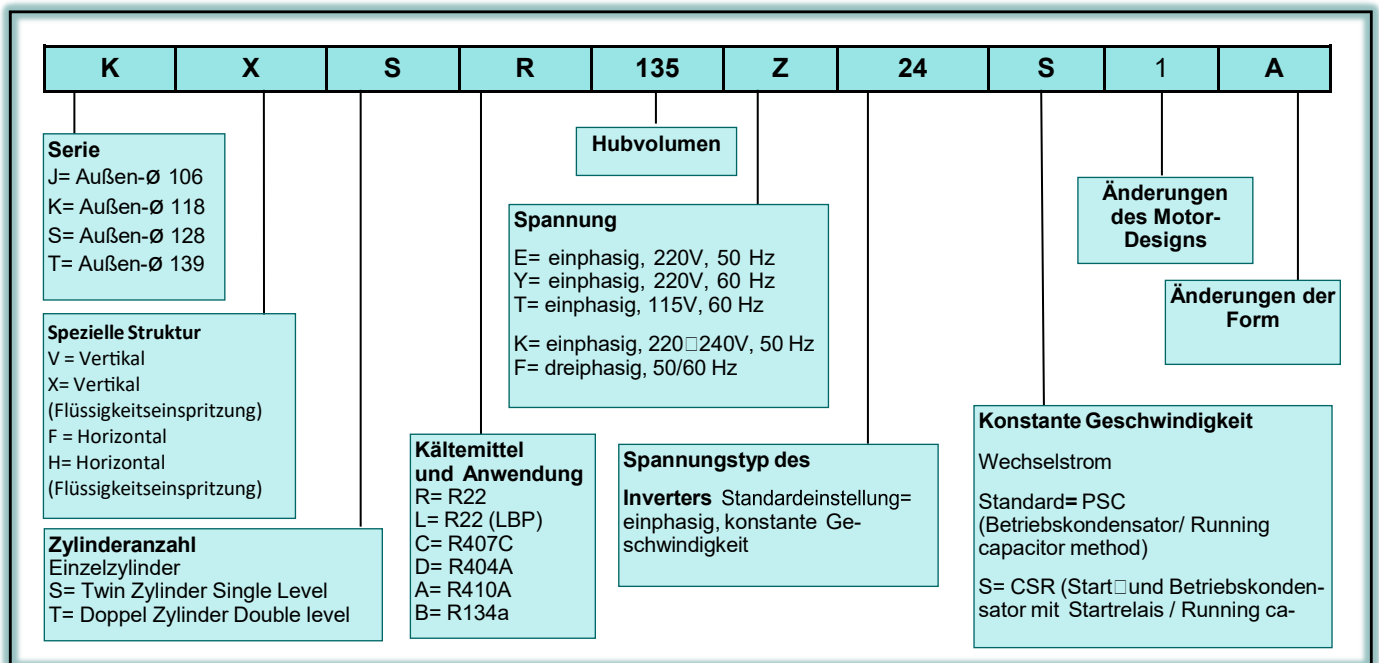 K X S R 135 Z 24 S 1 A
Serie
J= Außen-Ø 106
K= Außen-Ø 118
S= Außen-Ø 128
T= Außen-Ø 139
Spezielle Struktur
V = Vertikal
X= Vertikal
(Flüssigkeitseinspritzung)
F = Horizontal
H= Horizontal
(Flüssigkeitseinspritzung)
Zylinderanzahl
Einzelzylinder
S= Twin Zylinder Single Level
T= Doppel Zylinder Double level
Kältemittel
und Anwendung
R= R22
L= R22 (LBP)
C= R407C
D= R404A
A= R410A
B= R134a
Hubvolumen
Spannung
E= einphasig, 220V, 50 Hz
Y= einphasig, 220V, 60 Hz
T= einphasig, 115V, 60 Hz
K= einphasig, 220□240V, 50 Hz
F= dreiphasig, 50/60 Hz
Spannungstyp des
Inverters Standardeinstellung=
einphasig, konstante Ge-
schwindigkeit
Konstante Geschwindigkeit
Wechselstrom
Standard= PSC
(Betriebskondensator/ Running
capacitor method)
S= CSR (Start□und Betriebskonden-
sator mit Startrelais / Running ca-
Änderungen
des Motor-
Designs
Änderungen der
Form